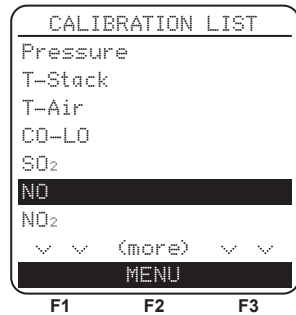 CALIBRATION LIST
Pressure
T-Stack
T-Air
CO-LO
SO₂
NO
NO₂
(more)
MENU
F1 F2 F3